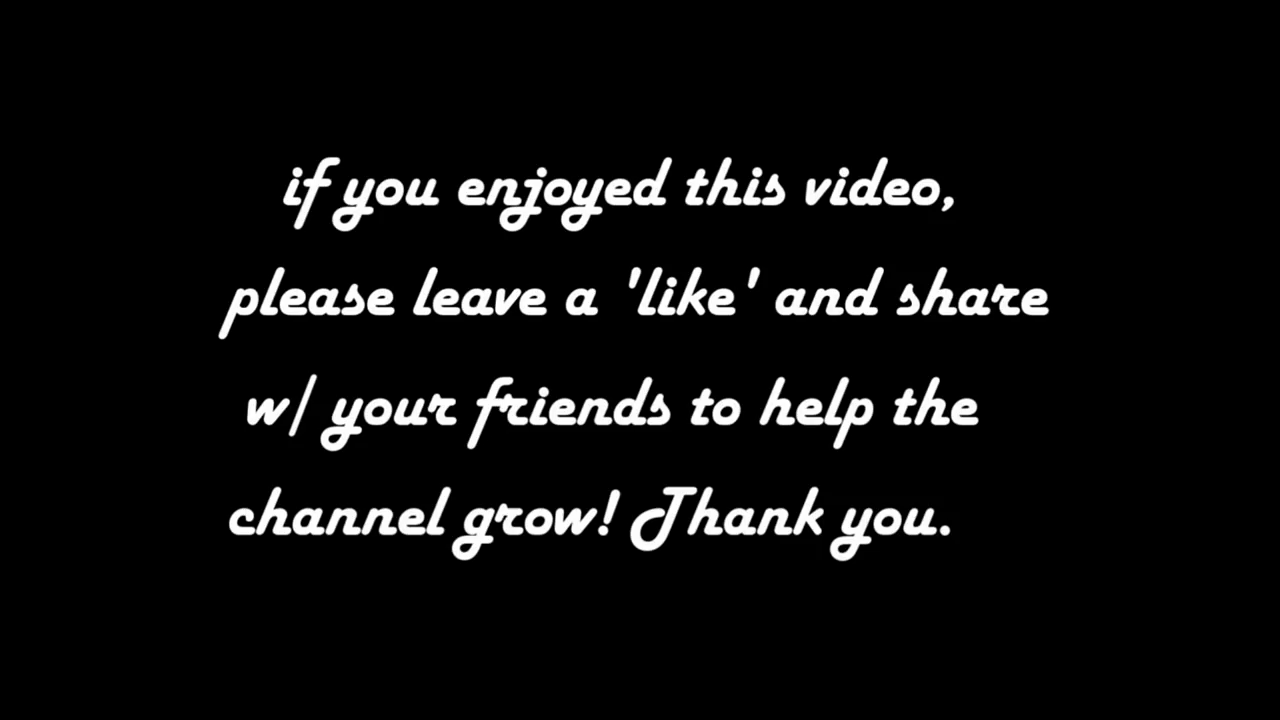 if you enjoyed this video,
please leave a 'like' and share
w/ your friends to help the
channel grow! Thank you.